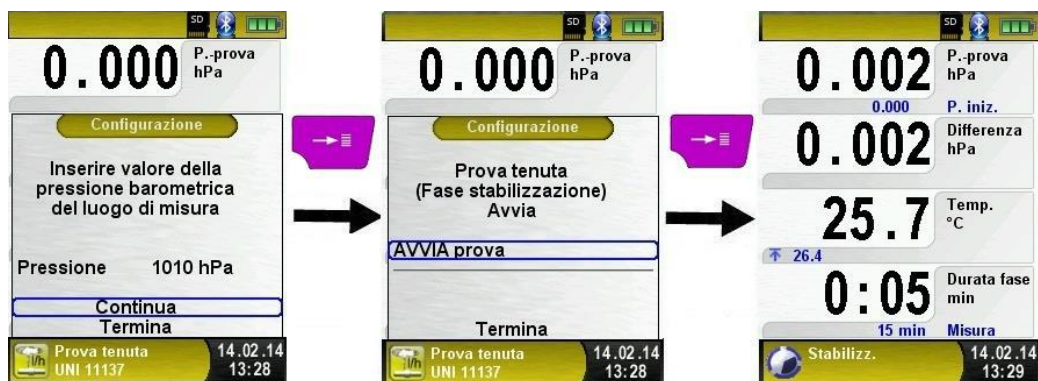 SD
0.000 P.-prova
hPa
Configurazione
Inserire valore della
pressione barometrica
del luogo di misura
Pressione 1010 hPa
Continua
Termina
Prova tenuta 14.02.14
UNI 11137 13:28
SD
0.000 P.-prova
hPa
Configurazione
Prova tenuta
(Fase stabilizzazione)
Avvia
AVVIA prova
Termina
Prova tenuta 14.02.14
UNI 11137 13:28
SD
0.002 P.-prova
hPa
0.000 P. iniz.
0.002 Differenza
hPa
25.7 Temp.
°C
26.4
0:05 Durata fase
min
15 min Misura
Stabilizz. 14.02.14
13:29